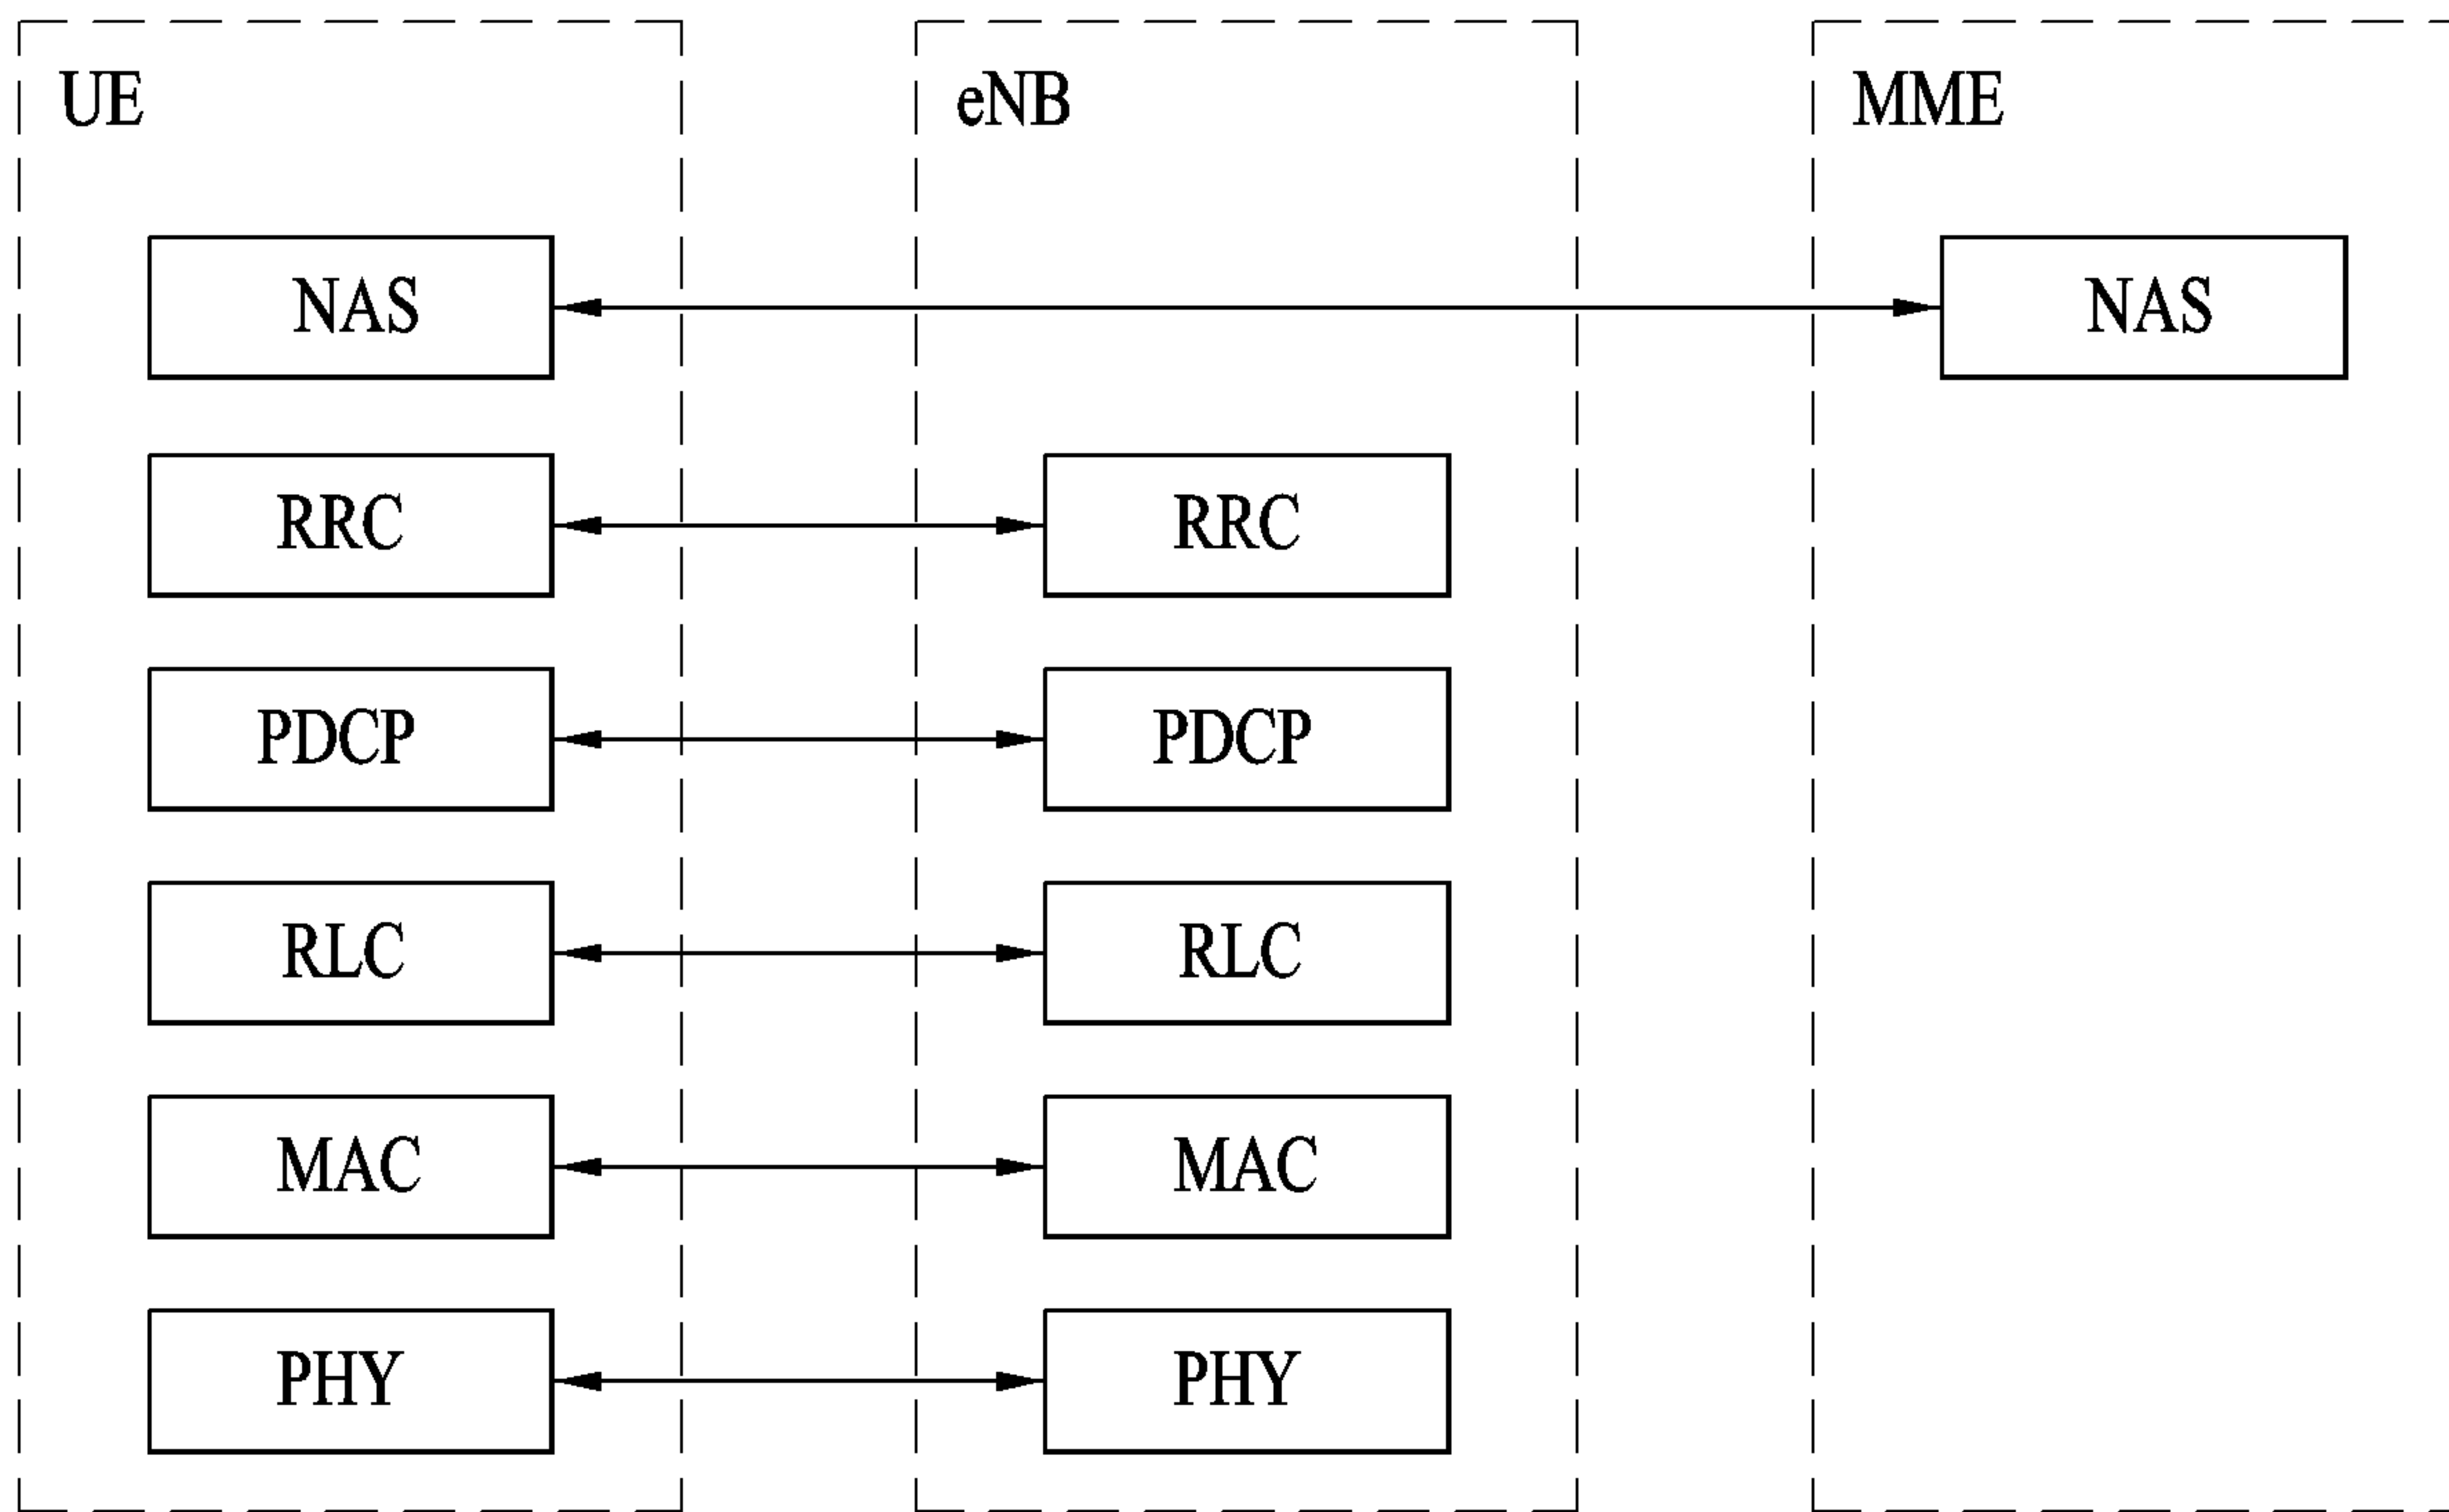 UE eNB MME
NAS NAS
RRC RRC
PDCP PDCP
RLC RLC
MAC MAC
PHY PHY